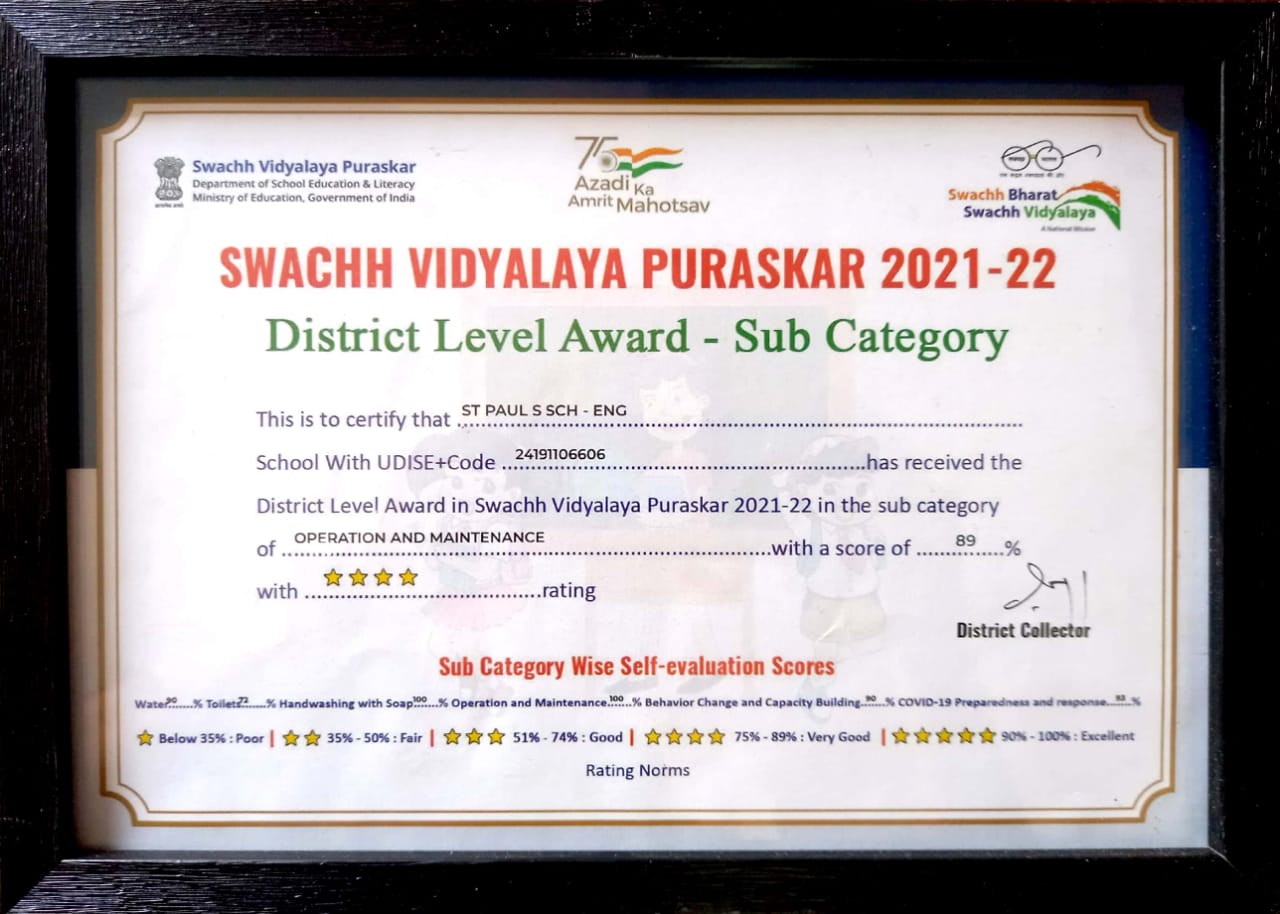 Swachh Vidyalaya Puraskar
Department of School Education & Literacy
Ministry of Education, Government of India
75
Azadi Ka
Amrit Mahotsav
Swachh Bharat
Swachh Vidyalaya
A National Mission
SWACHH VIDYALAYA PURASKAR 2021-22
District Level Award - Sub Category
This is to certify that ST PAUL S SCH - ENG
School With UDISE+Code 24191106606 has received the
District Level Award in Swachh Vidyalaya Puraskar 2021-22 in the sub category
of OPERATION AND MAINTENANCE with a score of 89 %
with ★★★★ rating
District Collector
Sub Category Wise Self-evaluation Scores
Water 90 % Toilets 72 % Handwashing with Soap 100 % Operation and Maintenance 100 % Behavior Change and Capacity Building 90 % COVID-19 Preparedness and response %
★ Below 35% : Poor | ★★ 35% - 50% : Fair | ★★★ 51% - 74% : Good | ★★★★ 75% - 89% : Very Good | ★★★★★ 90% - 100% : Excellent
Rating Norms